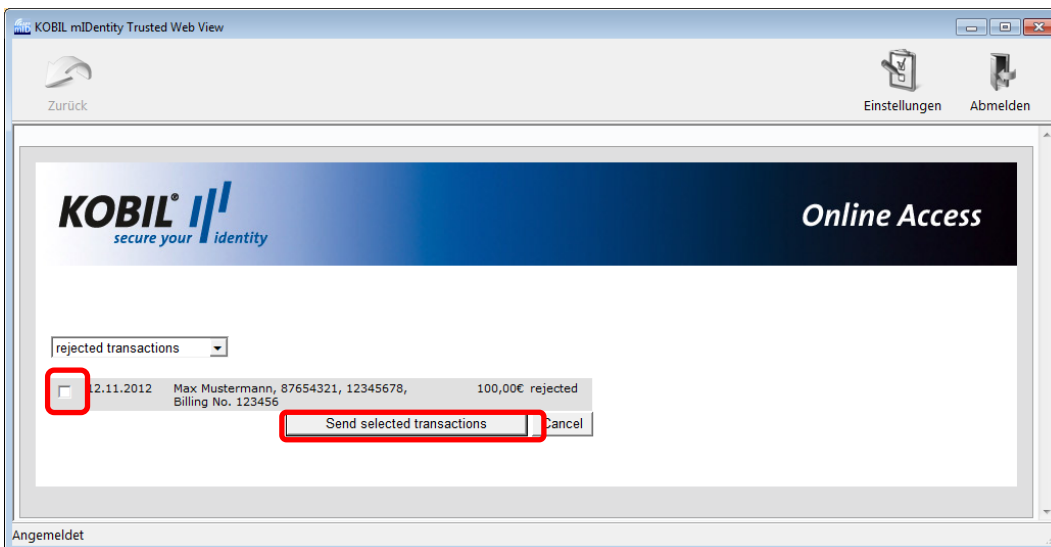 KOBIL mIDentity Trusted Web View
Zurück
Einstellungen
Abmelden
KOBIL®
secure your identity
Online Access
rejected transactions
12.11.2012 Max Mustermann, 87654321, 12345678, 100,00€ rejected
Billing No. 123456
Send selected transactions Cancel
Angemeldet